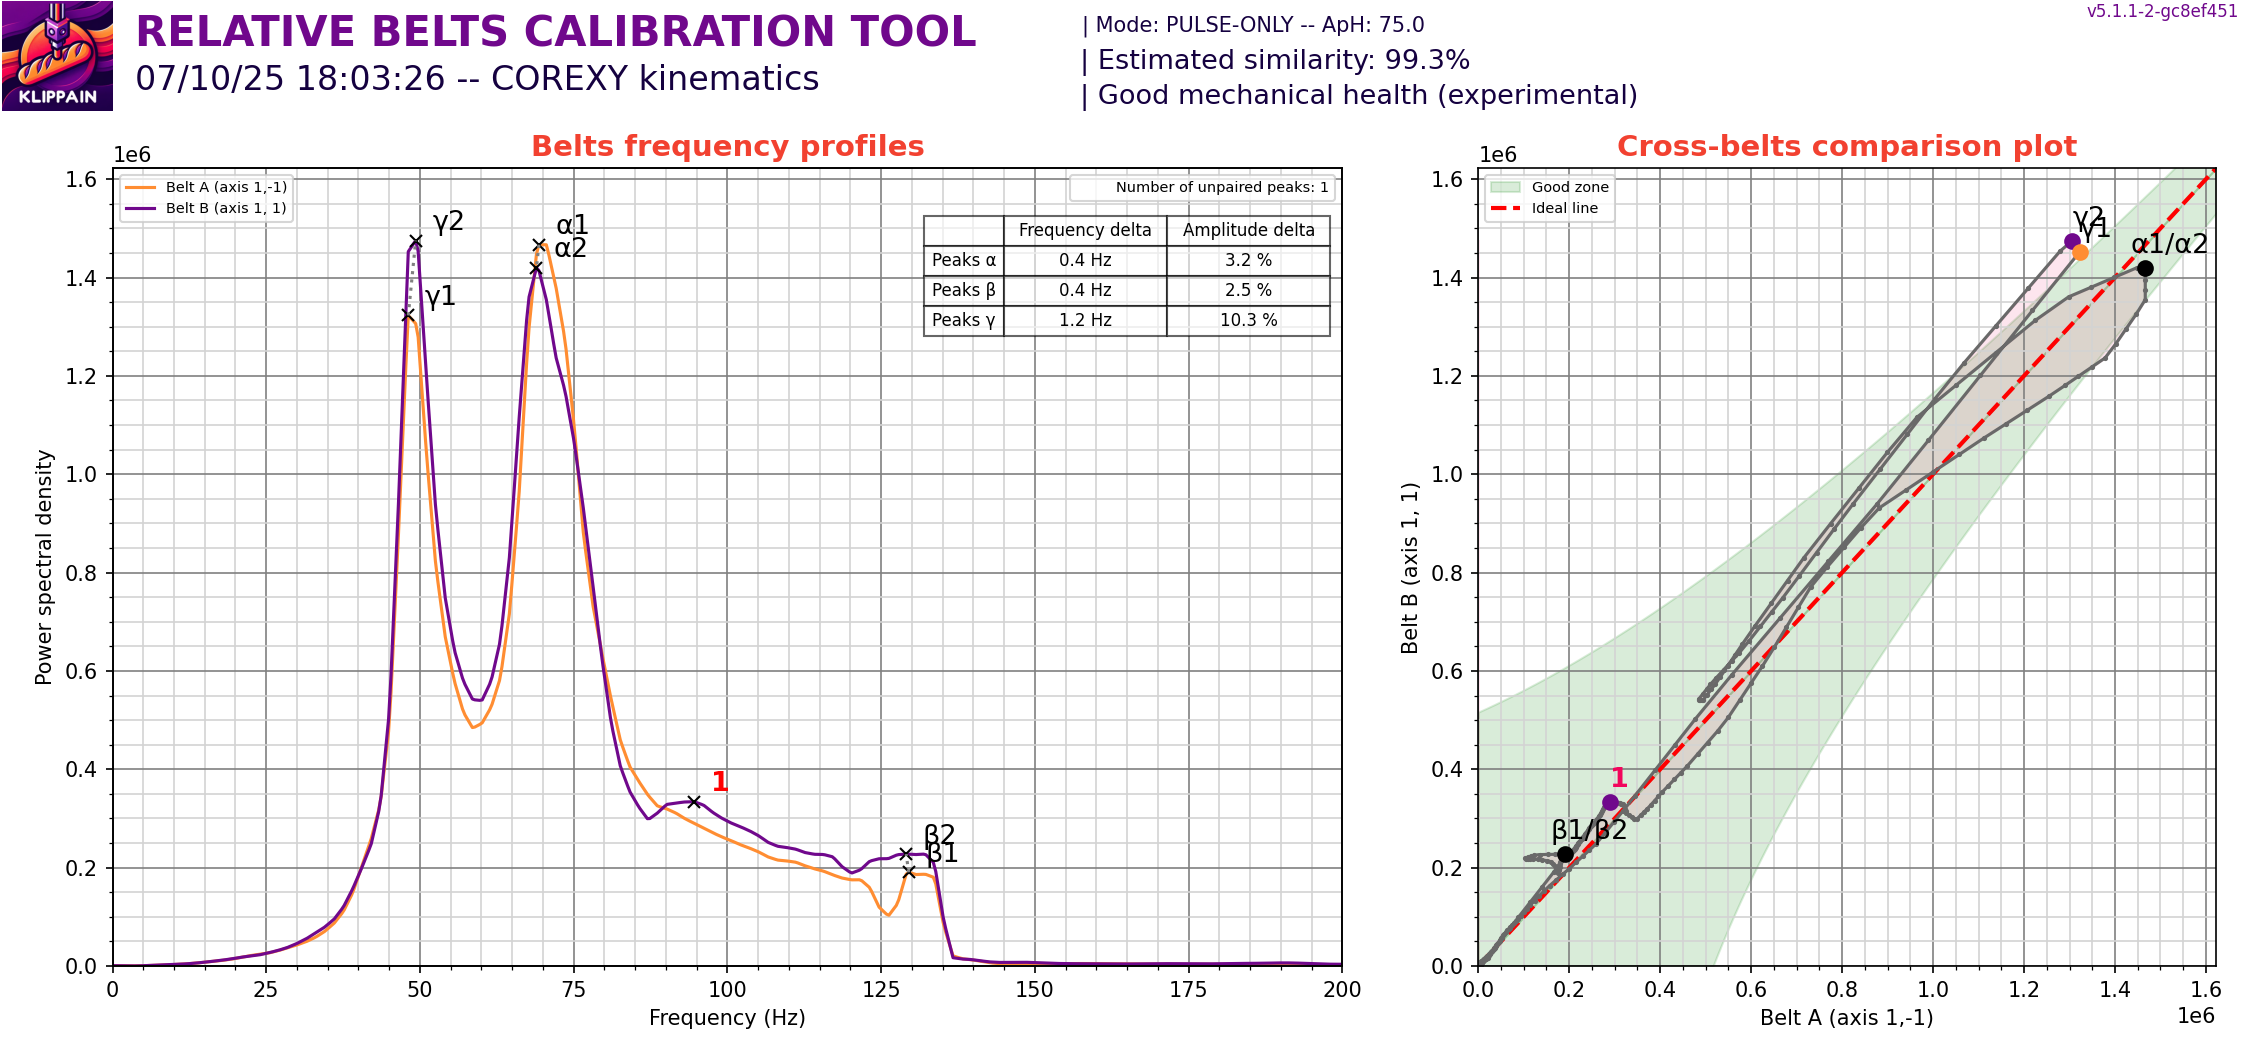 KLIPPAIN
RELATIVE BELTS CALIBRATION TOOL
07/10/25 18:03:26 -- COREXY kinematics
| Mode: PULSE-ONLY -- ApH: 75.0
| Estimated similarity: 99.3%
| Good mechanical health (experimental)
v5.1.1-2-gc8ef451
Belts frequency profiles
1e6
Belt A (axis 1,-1)
Belt B (axis 1, 1)
Number of unpaired peaks: 1
Frequency delta Amplitude delta
Peaks α 0.4 Hz 3.2 %
Peaks β 0.4 Hz 2.5 %
Peaks γ 1.2 Hz 10.3 %
γ2
γ1
α1
α2
1
β2
β1
Power spectral density
1.6
1.4
1.2
1.0
0.8
0.6
0.4
0.2
0.0
0 25 50 75 100 125 150 175 200
Frequency (Hz)
Cross-belts comparison plot
1e6
Good zone
Ideal line
γ2
γ1
α1/α2
1
β1/β2
Belt B (axis 1, 1)
1.6
1.4
1.2
1.0
0.8
0.6
0.4
0.2
0.0
0.0 0.2 0.4 0.6 0.8 1.0 1.2 1.4 1.6
Belt A (axis 1,-1)
1e6